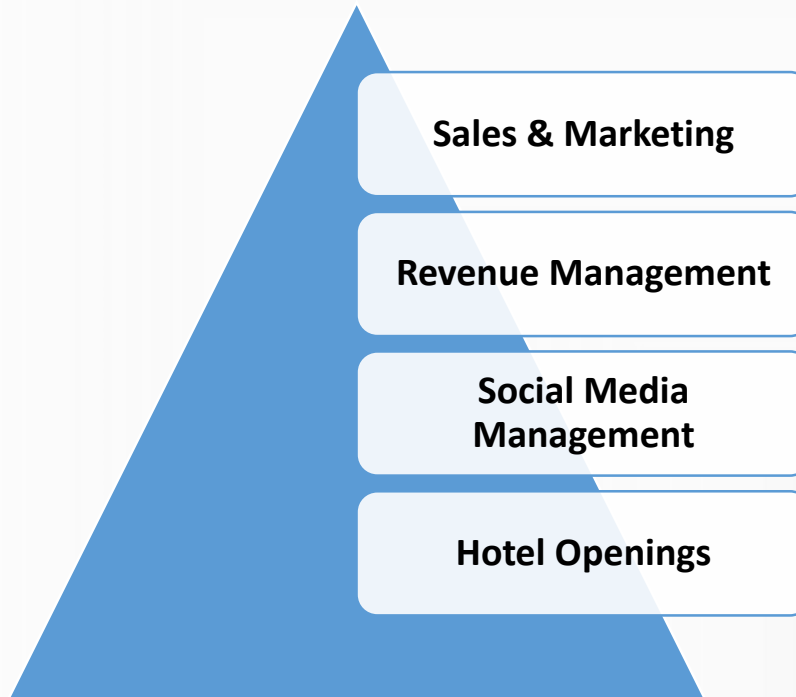 Sales & Marketing
Revenue Management
Social Media
Management
Hotel Openings